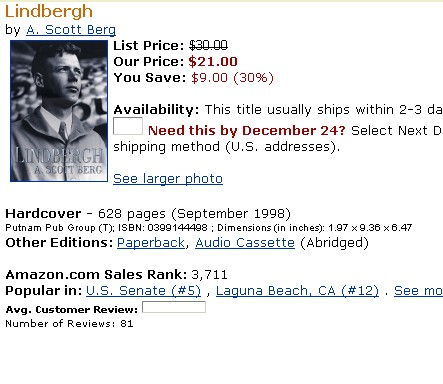 Lindbergh
by A. Scott Berg
LINDBERGH
A. SCOTT BERG
List Price: $30.00
Our Price: $21.00
You Save: $9.00 (30%)
Availability: This title usually ships within 2-3 da
Need this by December 24? Select Next D
shipping method (U.S. addresses).
See larger photo
Hardcover - 628 pages (September 1998)
Putnam Pub Group (T); ISBN: 0399144498 ; Dimensions (in inches): 1.97 x 9.36 x 6.47
Other Editions: Paperback, Audio Cassette (Abridged)
Amazon.com Sales Rank: 3,711
Popular in: U.S. Senate (#5) , Laguna Beach, CA (#12) . See mo
Avg. Customer Review:
Number of Reviews: 81